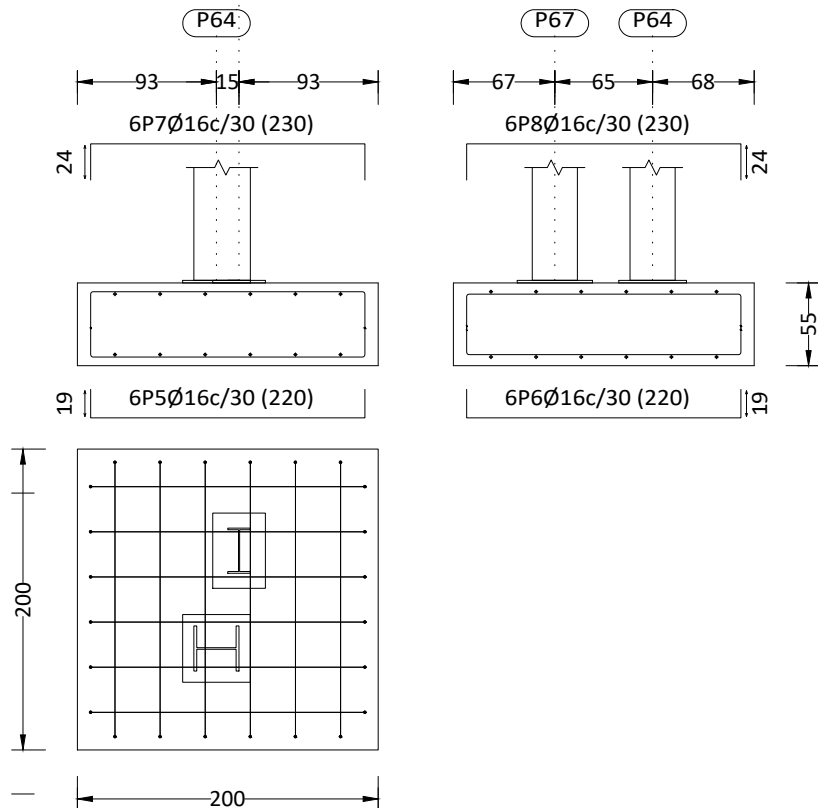 P64
P67 P64
93 15 93
67 65 68
6P7Ø16c/30 (230)
6P8Ø16c/30 (230)
24
24
55
19
6P5Ø16c/30 (220)
6P6Ø16c/30 (220)
19
200
200